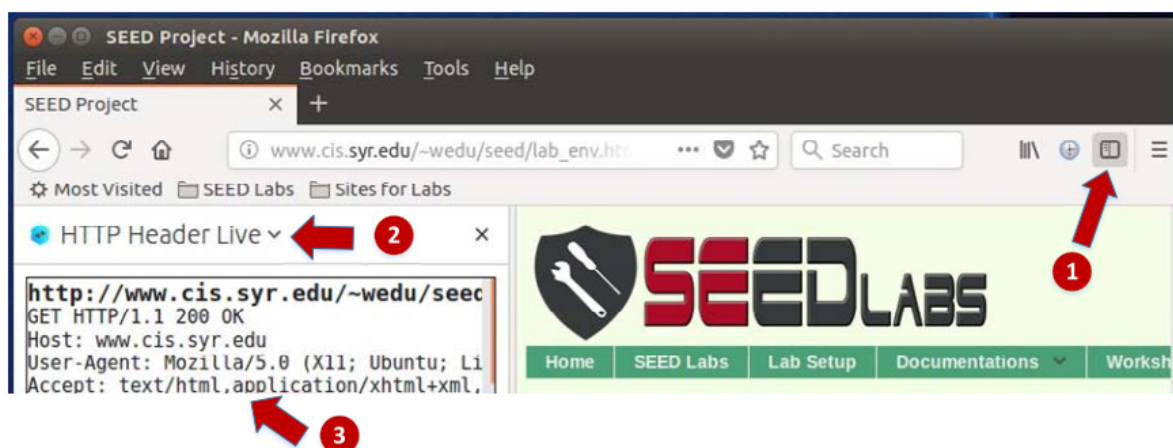 SEED Project - Mozilla Firefox
File Edit View History Bookmarks Tools Help
SEED Project
www.cis.syr.edu/~wedu/seed/lab_env.ht
Search
Most Visited SEED Labs Sites for Labs
HTTP Header Live 2
1
SEEDLABS
http://www.cis.syr.edu/~wedu/seed
GET HTTP/1.1 200 OK
Host: www.cis.syr.edu
User-Agent: Mozilla/5.0 (X11; Ubuntu; Li
Accept: text/html,application/xhtml+xml,
Home SEED Labs Lab Setup Documentations Worksh
3